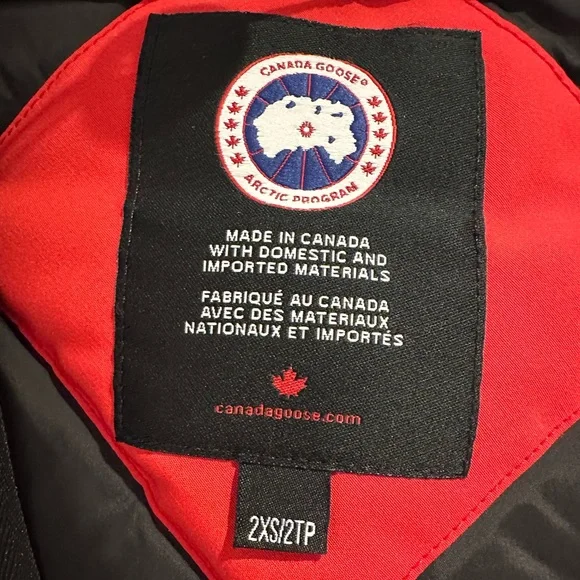 CANADA GOOSE®
ARCTIC PROGRAM
MADE IN CANADA
WITH DOMESTIC AND
IMPORTED MATERIALS
FABRIQUÉ AU CANADA
AVEC DES MATERIAUX
NATIONAUX ET IMPORTÉS
canadagoose.com
2XS/2TP